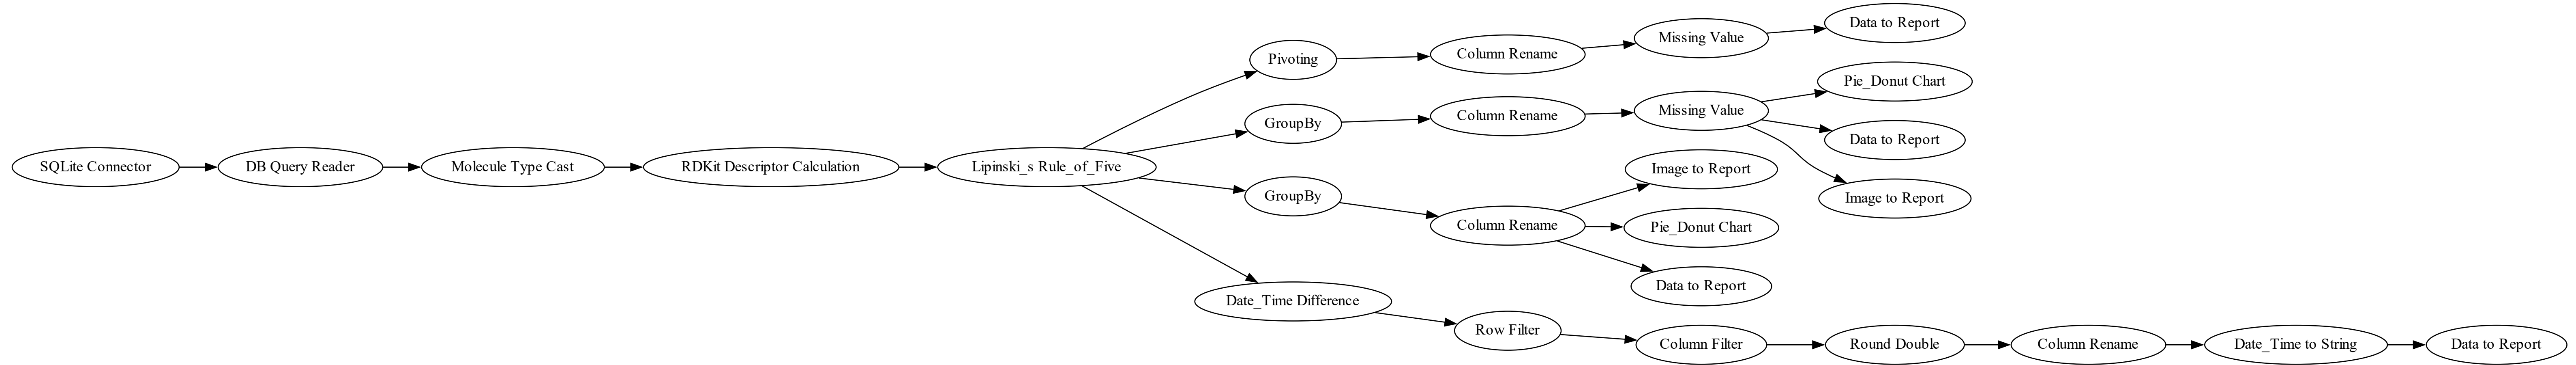 SQLite Connector
DB Query Reader
Molecule Type Cast
RDKit Descriptor Calculation
Lipinski_s Rule_of_Five
Pivoting
Column Rename
Missing Value
Data to Report
GroupBy
Column Rename
Missing Value
Pie_Donut Chart
Data to Report
Image to Report
GroupBy
Column Rename
Image to Report
Pie_Donut Chart
Data to Report
Date_Time Difference
Row Filter
Column Filter
Round Double
Column Rename
Date_Time to String
Data to Report